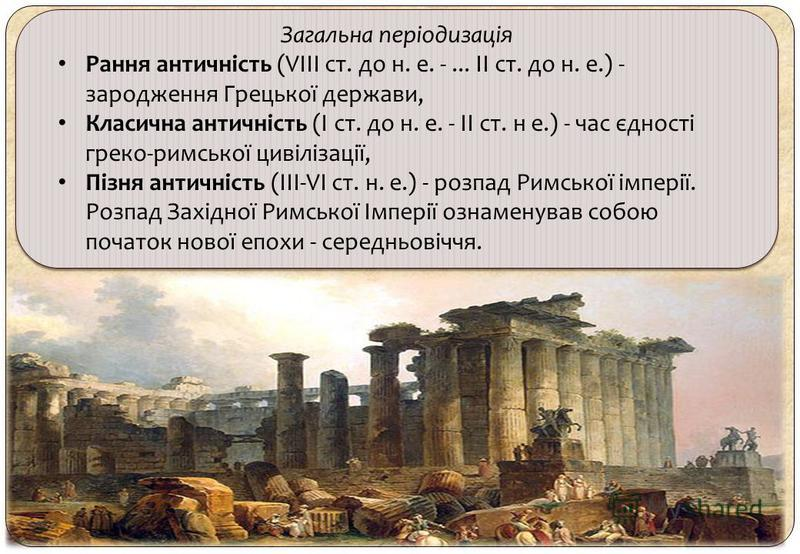 Загальна періодизація
• Рання античність (VIII ст. до н. е. - ... II ст. до н. е.) -
зародження Грецької держави,
• Класична античність (I ст. до н. е. - II ст. н е.) - час єдності
греко-римської цивілізації,
• Пізня античність (III-VI ст. н. е.) - розпад Римської імперії.
Розпад Західної Римської Імперії ознаменував собою
початок нової епохи - середньовіччя.
MyShared